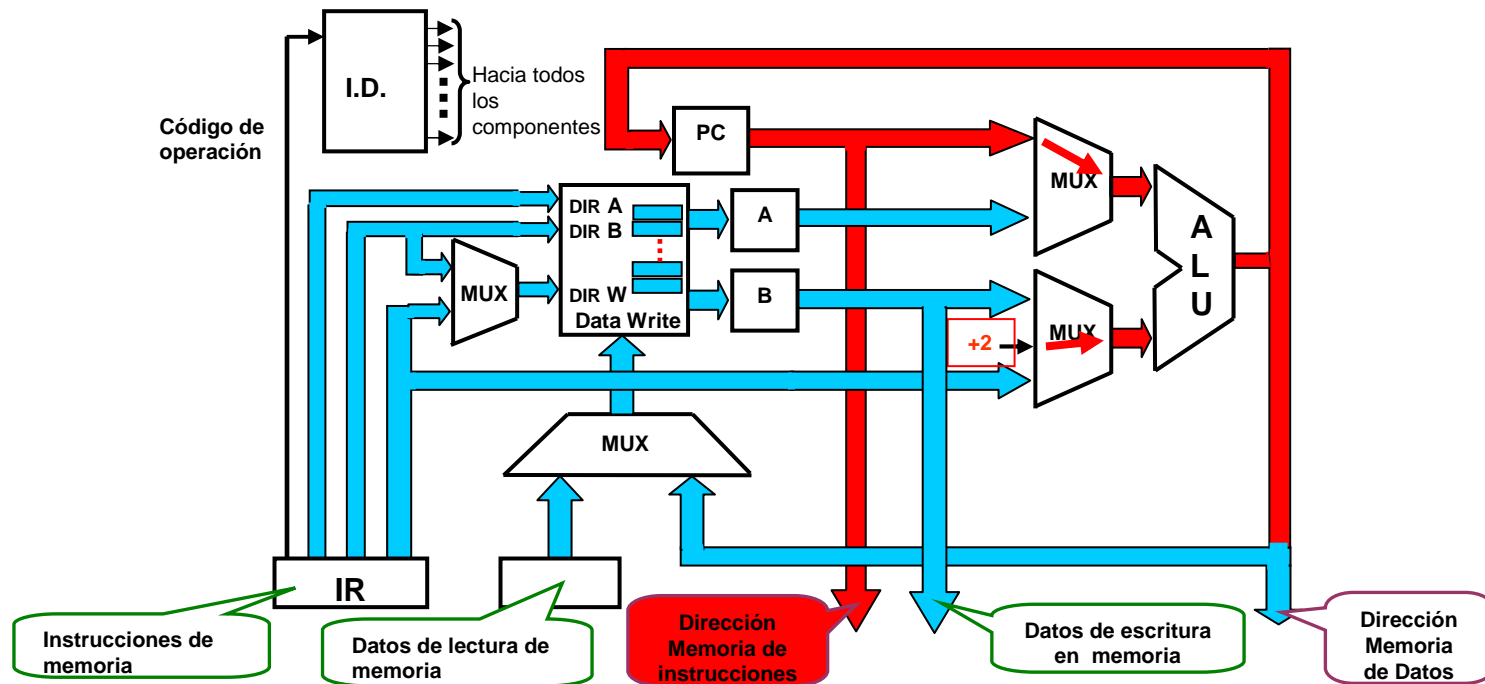 I.D.
Hacia todos
los
componentes
Código de
operación
PC
MUX
DIR A
DIR B
DIR W
Data Write
A
B
MUX
+2
MUX
A
L
U
MUX
IR
Instrucciones de
memoria
Datos de lectura de
memoria
Dirección
Memoria de
instrucciones
Datos de escritura
en memoria
Dirección
Memoria
de Datos